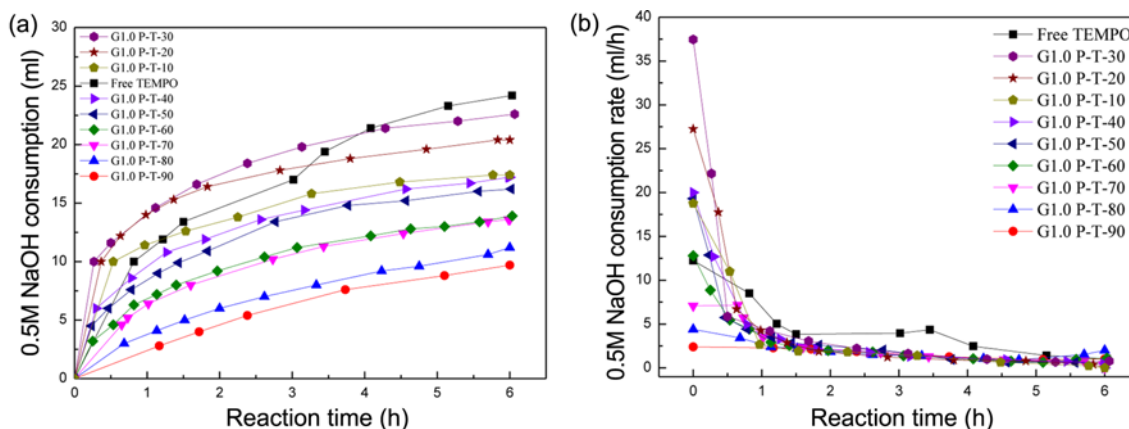 (a)
30
25
20
15
10
5
0
0
1
2
3
4
5
6
0.5M NaOH consumption (ml)
Reaction time (h)
G1.0 P-T-30
G1.0 P-T-20
G1.0 P-T-10
Free TEMPO
G1.0 P-T-40
G1.0 P-T-50
G1.0 P-T-60
G1.0 P-T-70
G1.0 P-T-80
G1.0 P-T-90
(b)
40
35
30
25
20
15
10
5
0
0
1
2
3
4
5
6
0.5M NaOH consumption rate (ml/h)
Reaction time (h)
Free TEMPO
G1.0 P-T-30
G1.0 P-T-20
G1.0 P-T-10
G1.0 P-T-40
G1.0 P-T-50
G1.0 P-T-60
G1.0 P-T-70
G1.0 P-T-80
G1.0 P-T-90